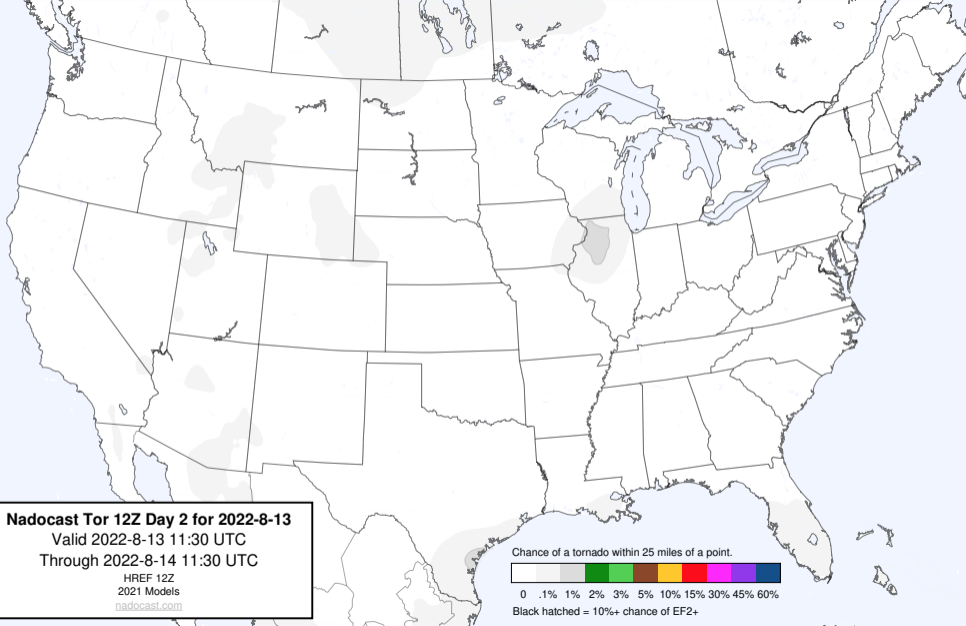 Nadocast Tor 12Z Day 2 for 2022-8-13
Valid 2022-8-13 11:30 UTC
Through 2022-8-14 11:30 UTC
HREF 12Z
2021 Models
nadocast.com
Chance of a tornado within 25 miles of a point.
0 .1% 1% 2% 3% 5% 10% 15% 30% 45% 60%
Black hatched = 10%+ chance of EF2+